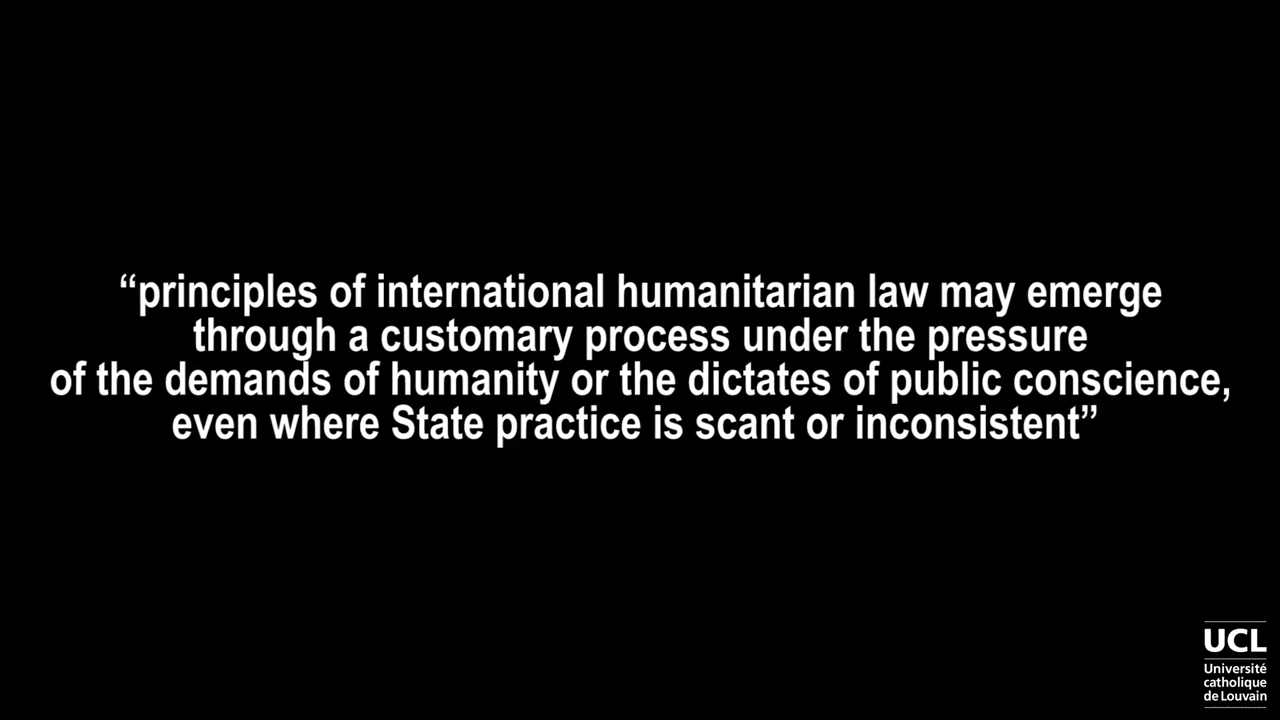 “principles of international humanitarian law may emerge
through a customary process under the pressure
of the demands of humanity or the dictates of public conscience,
even where State practice is scant or inconsistent”
UCL
Université
catholique
de Louvain